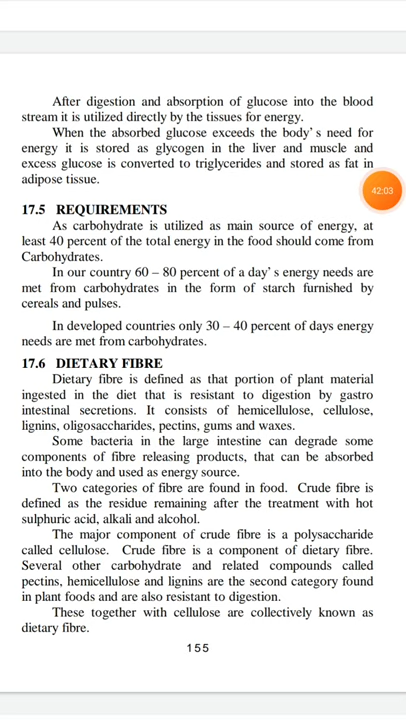 After digestion and absorption of glucose into the blood
stream it is utilized directly by the tissues for energy.
When the absorbed glucose exceeds the body's need for
energy it is stored as glycogen in the liver and muscle and
excess glucose is converted to triglycerides and stored as fat in
adipose tissue.
42:03
17.5 REQUIREMENTS
As carbohydrate is utilized as main source of energy, at
least 40 percent of the total energy in the food should come from
Carbohydrates.
In our country 60 – 80 percent of a day's energy needs are
met from carbohydrates in the form of starch furnished by
cereals and pulses.
In developed countries only 30 – 40 percent of days energy
needs are met from carbohydrates.
17.6 DIETARY FIBRE
Dietary fibre is defined as that portion of plant material
ingested in the diet that is resistant to digestion by gastro
intestinal secretions. It consists of hemicellulose, cellulose,
lignins, oligosaccharides, pectins, gums and waxes.
Some bacteria in the large intestine can degrade some
components of fibre releasing products, that can be absorbed
into the body and used as energy source.
Two categories of fibre are found in food. Crude fibre is
defined as the residue remaining after the treatment with hot
sulphuric acid, alkali and alcohol.
The major component of crude fibre is a polysaccharide
called cellulose. Crude fibre is a component of dietary fibre.
Several other carbohydrate and related compounds called
pectins, hemicellulose and lignins are the second category found
in plant foods and are also resistant to digestion.
These together with cellulose are collectively known as
dietary fibre.
155